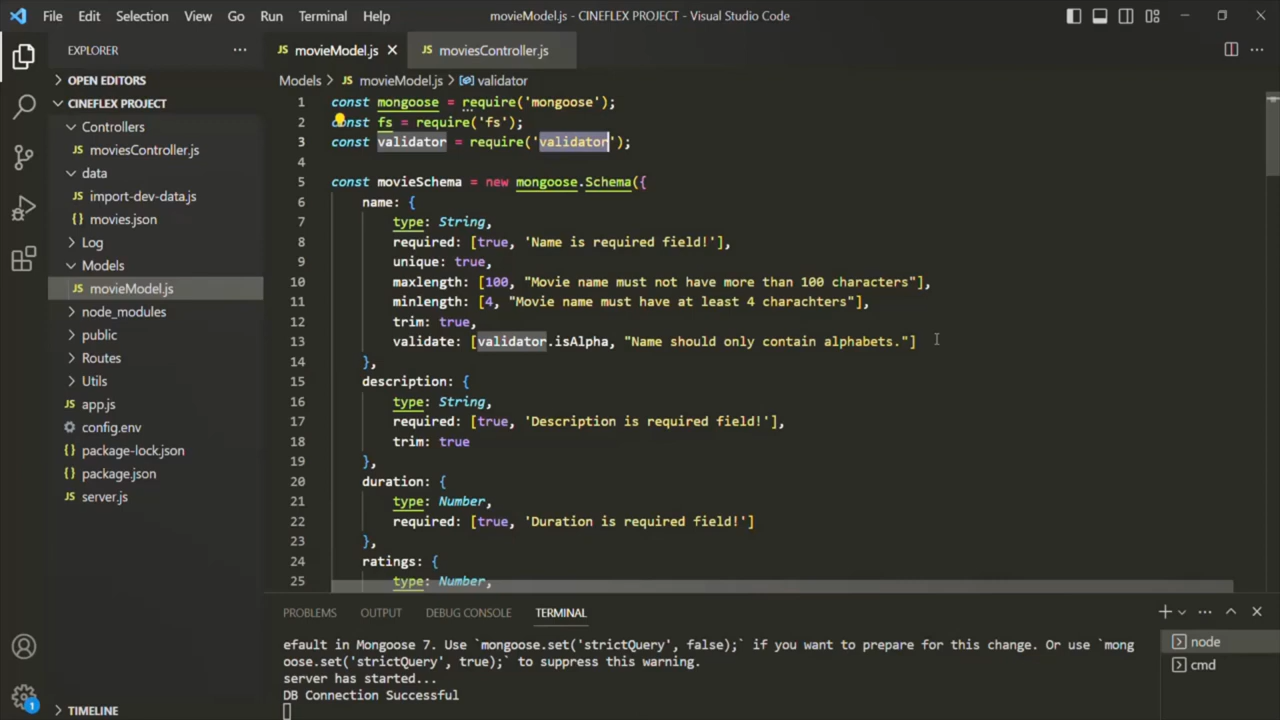 File Edit Selection View Go Run Terminal Help movieModel.js - CINEFLEX PROJECT - Visual Studio Code
EXPLORER
OPEN EDITORS
CINEFLEX PROJECT
Controllers
moviesController.js
data
import-dev-data.js
movies.json
Log
Models
movieModel.js
node_modules
public
Routes
Utils
app.js
config.env
package-lock.json
package.json
server.js
TIMELINE
1
movieModel.js moviesController.js
Models > movieModel.js > validator
1 const mongoose = require('mongoose');
2 const fs = require('fs');
3 const validator = require('validator');
4
5 const movieSchema = new mongoose.Schema({
6 name: {
7 type: String,
8 required: [true, 'Name is required field!'],
9 unique: true,
10 maxlength: [100, "Movie name must not have more than 100 characters"],
11 minlength: [4, "Movie name must have at least 4 charachters"],
12 trim: true,
13 validate: [validator.isAlpha, "Name should only contain alphabets."]
14 },
15 description: {
16 type: String,
17 required: [true, 'Description is required field!'],
18 trim: true
19 },
20 duration: {
21 type: Number,
22 required: [true, 'Duration is required field!']
23 },
24 ratings: {
25 type: Number,
PROBLEMS OUTPUT DEBUG CONSOLE TERMINAL
efault in Mongoose 7. Use `mongoose.set('strictQuery', false);` if you want to prepare for this change. Or use `mong
oose.set('strictQuery', true);` to suppress this warning.
server has started...
DB Connection Successful
node
cmd